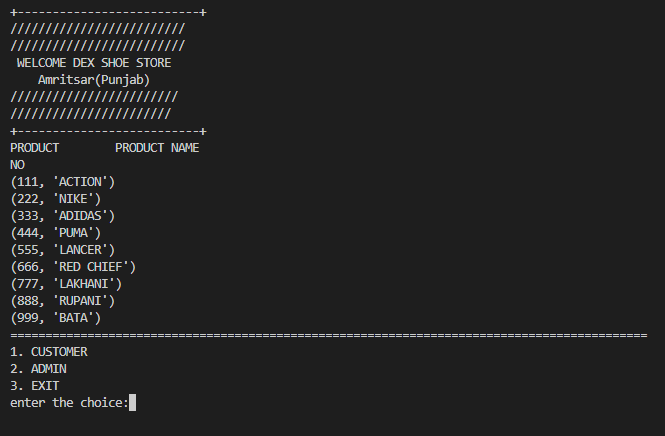 +--------------------------+
/////////////////////////
/////////////////////////
WELCOME DEX SHOE STORE
Amritsar(Punjab)
////////////////////////
///////////////////////
+--------------------------+
PRODUCT        PRODUCT NAME
NO
(111, 'ACTION')
(222, 'NIKE')
(333, 'ADIDAS')
(444, 'PUMA')
(555, 'LANCER')
(666, 'RED CHIEF')
(777, 'LAKHANI')
(888, 'RUPANI')
(999, 'BATA')
===========================================================================================
1. CUSTOMER
2. ADMIN
3. EXIT
enter the choice: